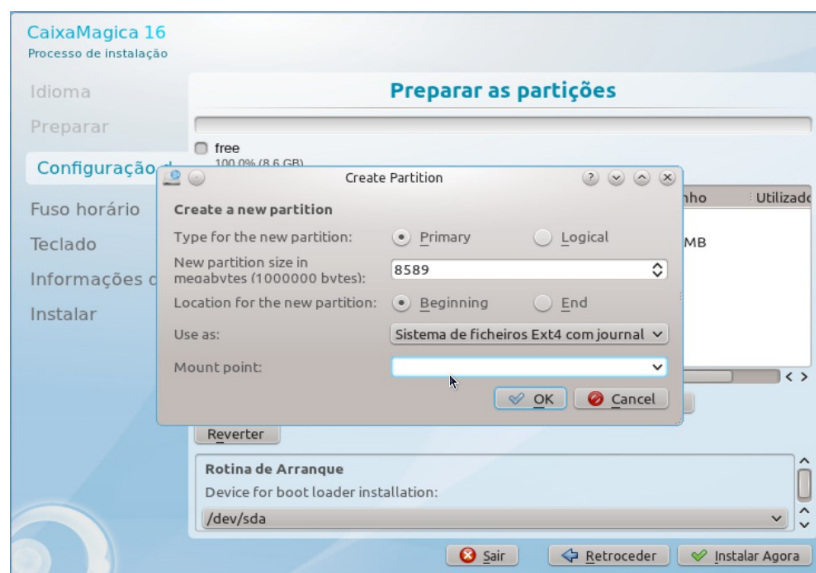 CaixaMagica 16
Processo de instalação
Idioma
Preparar
Configuração d
Fuso horário
Teclado
Informações d
Instalar
Preparar as partições
free
100.0% (8.6 GB)
nho Utilizado
MB
Create Partition
Create a new partition
Type for the new partition: Primary Logical
New partition size in
megabytes (1000000 bytes): 8589
Location for the new partition: Beginning End
Use as: Sistema de ficheiros Ext4 com journal
Mount point:
OK Cancel
Reverter
Rotina de Arranque
Device for boot loader installation:
/dev/sda
Sair Retroceder Instalar Agora